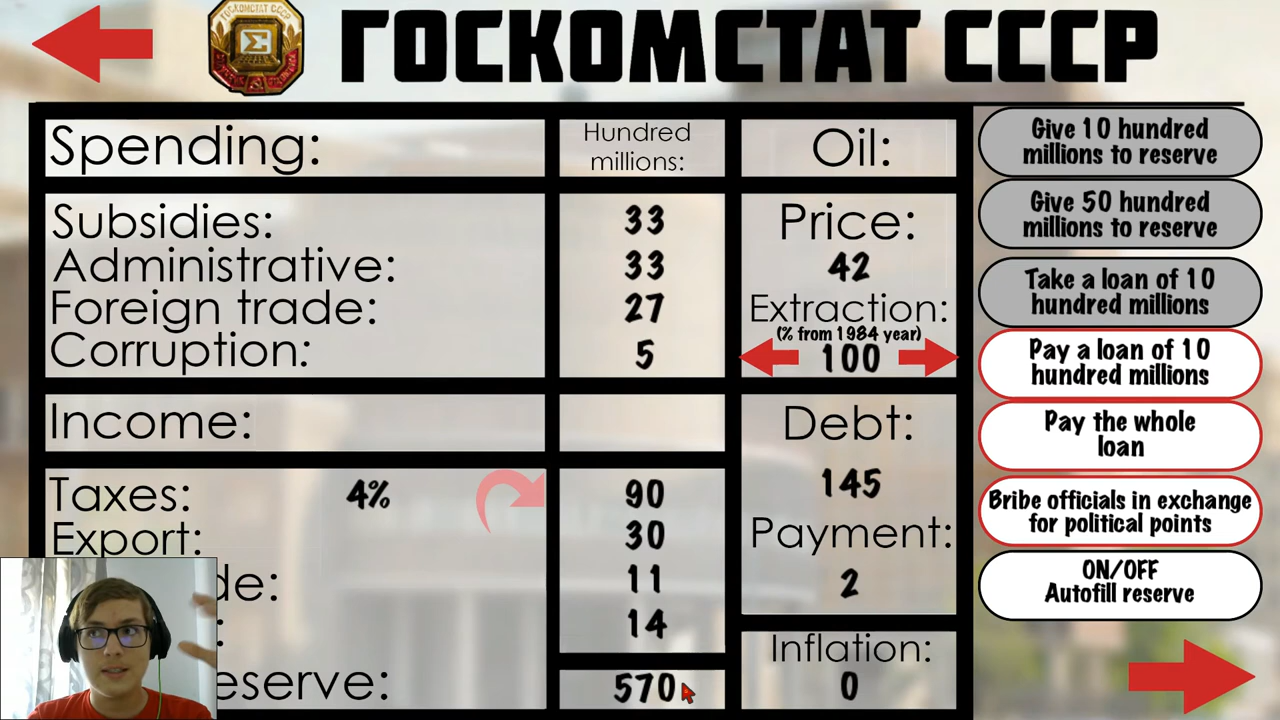 ГОСКОМСТАТ СССР
ГОСКОМСТАТ СССР
Spending:
Hundred
millions:
Subsidies: 33
Administrative: 33
Foreign trade: 27
Corruption: 5
Income:
Taxes: 4% 90
Export: 30
de: 11
: 14
eserve: 570
Oil:
Price:
42
Extraction:
(% from 1984 year)
100
Debt:
145
Payment:
2
Inflation:
0
Give 10 hundred
millions to reserve
Give 50 hundred
millions to reserve
Take a loan of 10
hundred millions
Pay a loan of 10
hundred millions
Pay the whole
loan
Bribe officials in exchange
for political points
ON/OFF
Autofill reserve